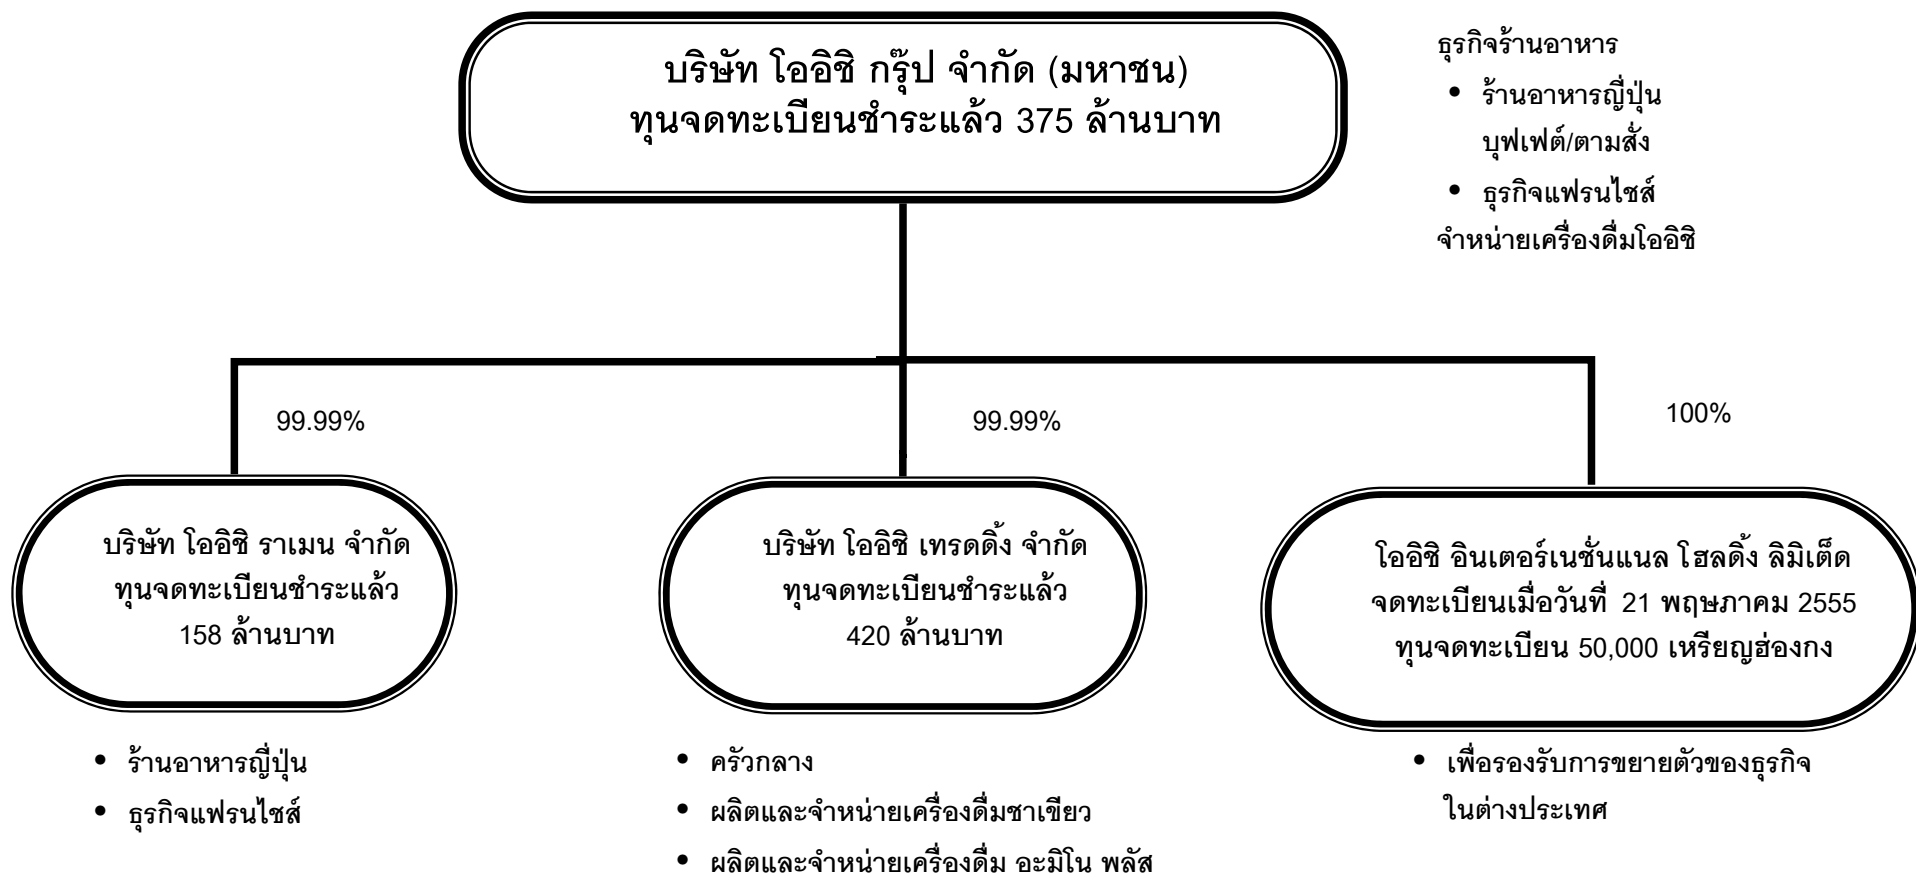 บริษัท โออิชิ กรุ๊ป จำกัด (มหาชน)
ทุนจดทะเบียนชำระแล้ว 375 ล้านบาท
ธุรกิจร้านอาหาร
• ร้านอาหารญี่ปุ่น
บุฟเฟต์/ตามสั่ง
• ธุรกิจแฟรนไชส์
จำหน่ายเครื่องดื่มโออิชิ
99.99%
99.99%
100%
บริษัท โออิชิ ราเมน จำกัด
ทุนจดทะเบียนชำระแล้ว
158 ล้านบาท
• ร้านอาหารญี่ปุ่น
• ธุรกิจแฟรนไชส์
บริษัท โออิชิ เทรดดิ้ง จำกัด
ทุนจดทะเบียนชำระแล้ว
420 ล้านบาท
• ครัวกลาง
• ผลิตและจำหน่ายเครื่องดื่มชาเขียว
• ผลิตและจำหน่ายเครื่องดื่ม อะมิโน พลัส
โออิชิ อินเตอร์เนชั่นแนล โฮลดิ้ง ลิมิเต็ด
จดทะเบียนเมื่อวันที่ 21 พฤษภาคม 2555
ทุนจดทะเบียน 50,000 เหรียญฮ่องกง
• เพื่อรองรับการขยายตัวของธุรกิจ
ในต่างประเทศ